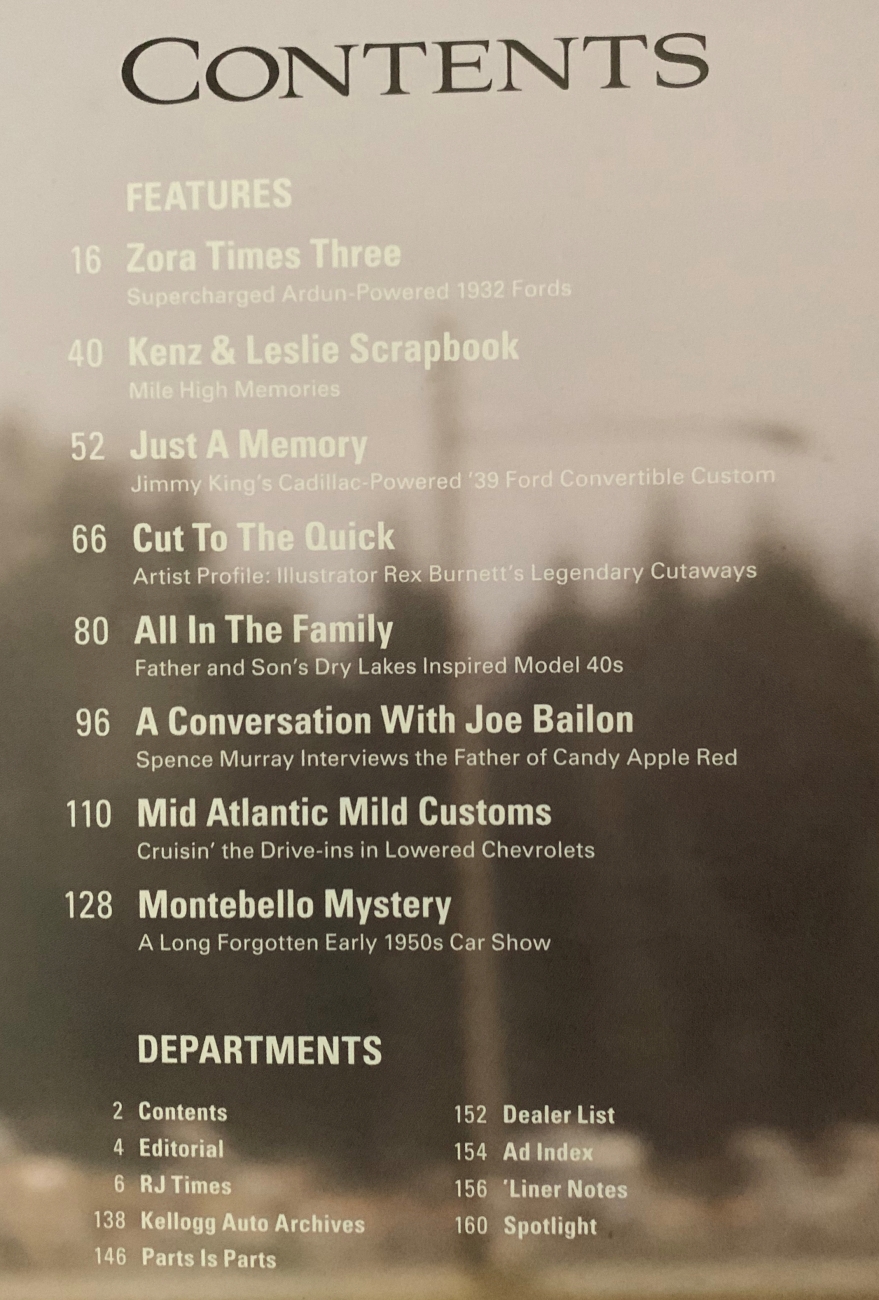 CONTENTS
FEATURES
16 Zora Times Three
Supercharged Ardun-Powered 1932 Fords
40 Kenz & Leslie Scrapbook
Mile High Memories
52 Just A Memory
Jimmy King's Cadillac-Powered '39 Ford Convertible Custom
66 Cut To The Quick
Artist Profile: Illustrator Rex Burnett's Legendary Cutaways
80 All In The Family
Father and Son's Dry Lakes Inspired Model 40s
96 A Conversation With Joe Bailon
Spence Murray Interviews the Father of Candy Apple Red
110 Mid Atlantic Mild Customs
Cruisin' the Drive-ins in Lowered Chevrolets
128 Montebello Mystery
A Long Forgotten Early 1950s Car Show
DEPARTMENTS
2 Contents
4 Editorial
6 RJ Times
138 Kellogg Auto Archives
146 Parts Is Parts
152 Dealer List
154 Ad Index
156 'Liner Notes
160 Spotlight